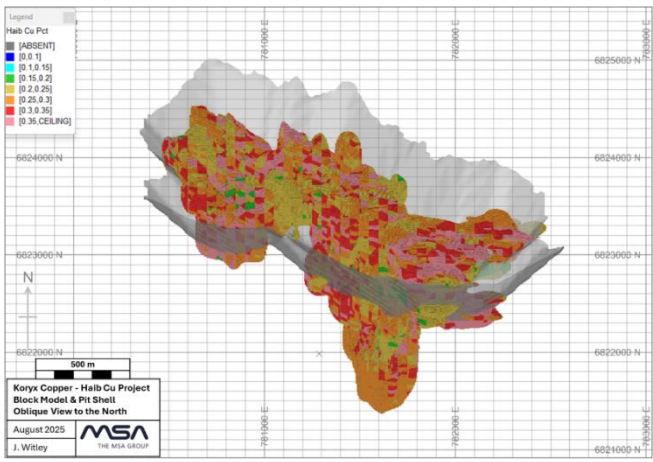 Legend
Haib Cu Pct
[ABSENT]
[0,0.1]
[0.1,0.15]
[0.15,0.2]
[0.2,0.25]
[0.25,0.3]
[0.3,0.35]
[0.35,CEILING]
781000 E
782000 E
783000 E
6825000 N
6824000 N
6824000 N
6823000 N
6823000 N
N
6822000 N
6822000 N
500 m
Koryx Copper - Haib Cu Project
Block Model & Pit Shell
Oblique View to the North
August 2025
J. Witley
MSA
THE MSA GROUP
781000 E
782000 E
783000 E
6821000 N